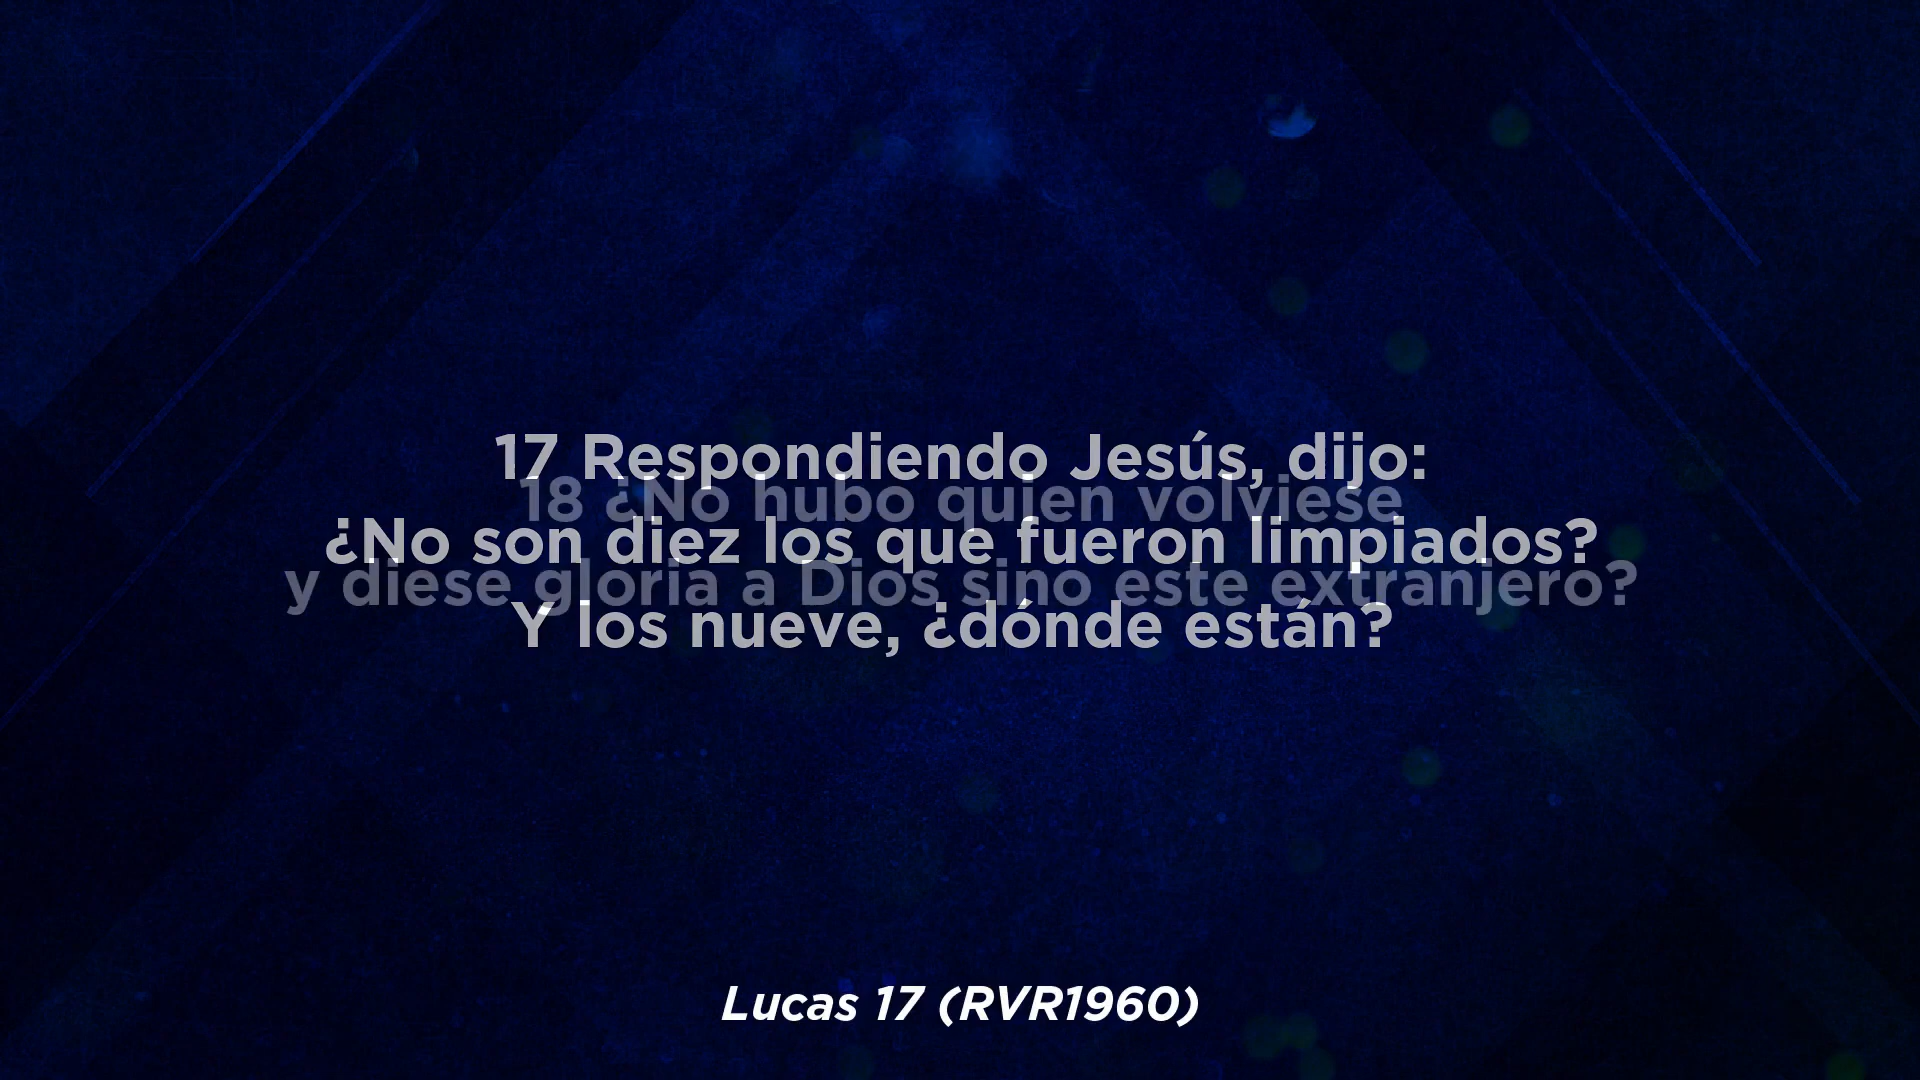 17 Respondiendo Jesús, dijo:
¿No son diez los que fueron limpiados?
Y los nueve, ¿dónde están?
18 ¿No hubo quien volviese
y diese gloria a Dios sino este extranjero?
Lucas 17 (RVR1960)